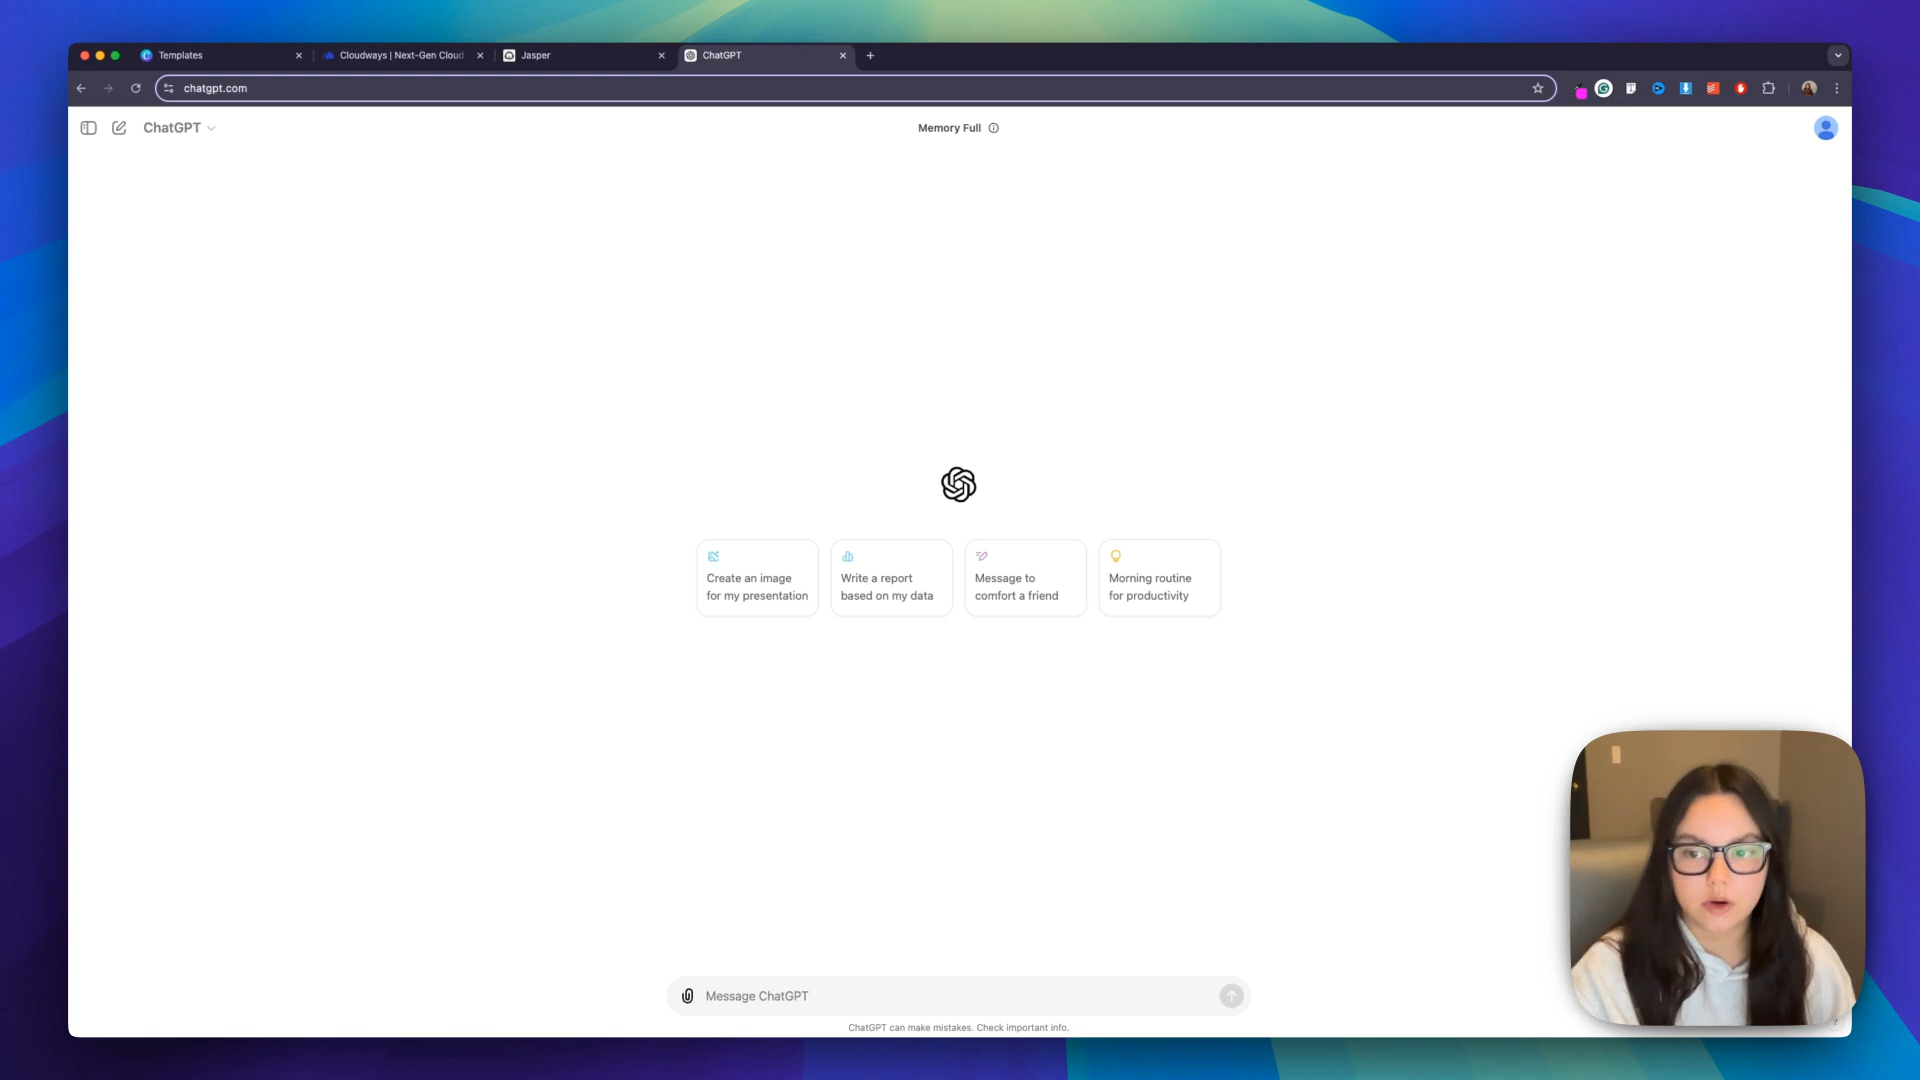 Templates
Cloudways | Next-Gen Cloud
Jasper
ChatGPT
chatgpt.com
ChatGPT
Memory Full
Create an image
for my presentation
Write a report
based on my data
Message to
comfort a friend
Morning routine
for productivity
Message ChatGPT
ChatGPT can make mistakes. Check important info.